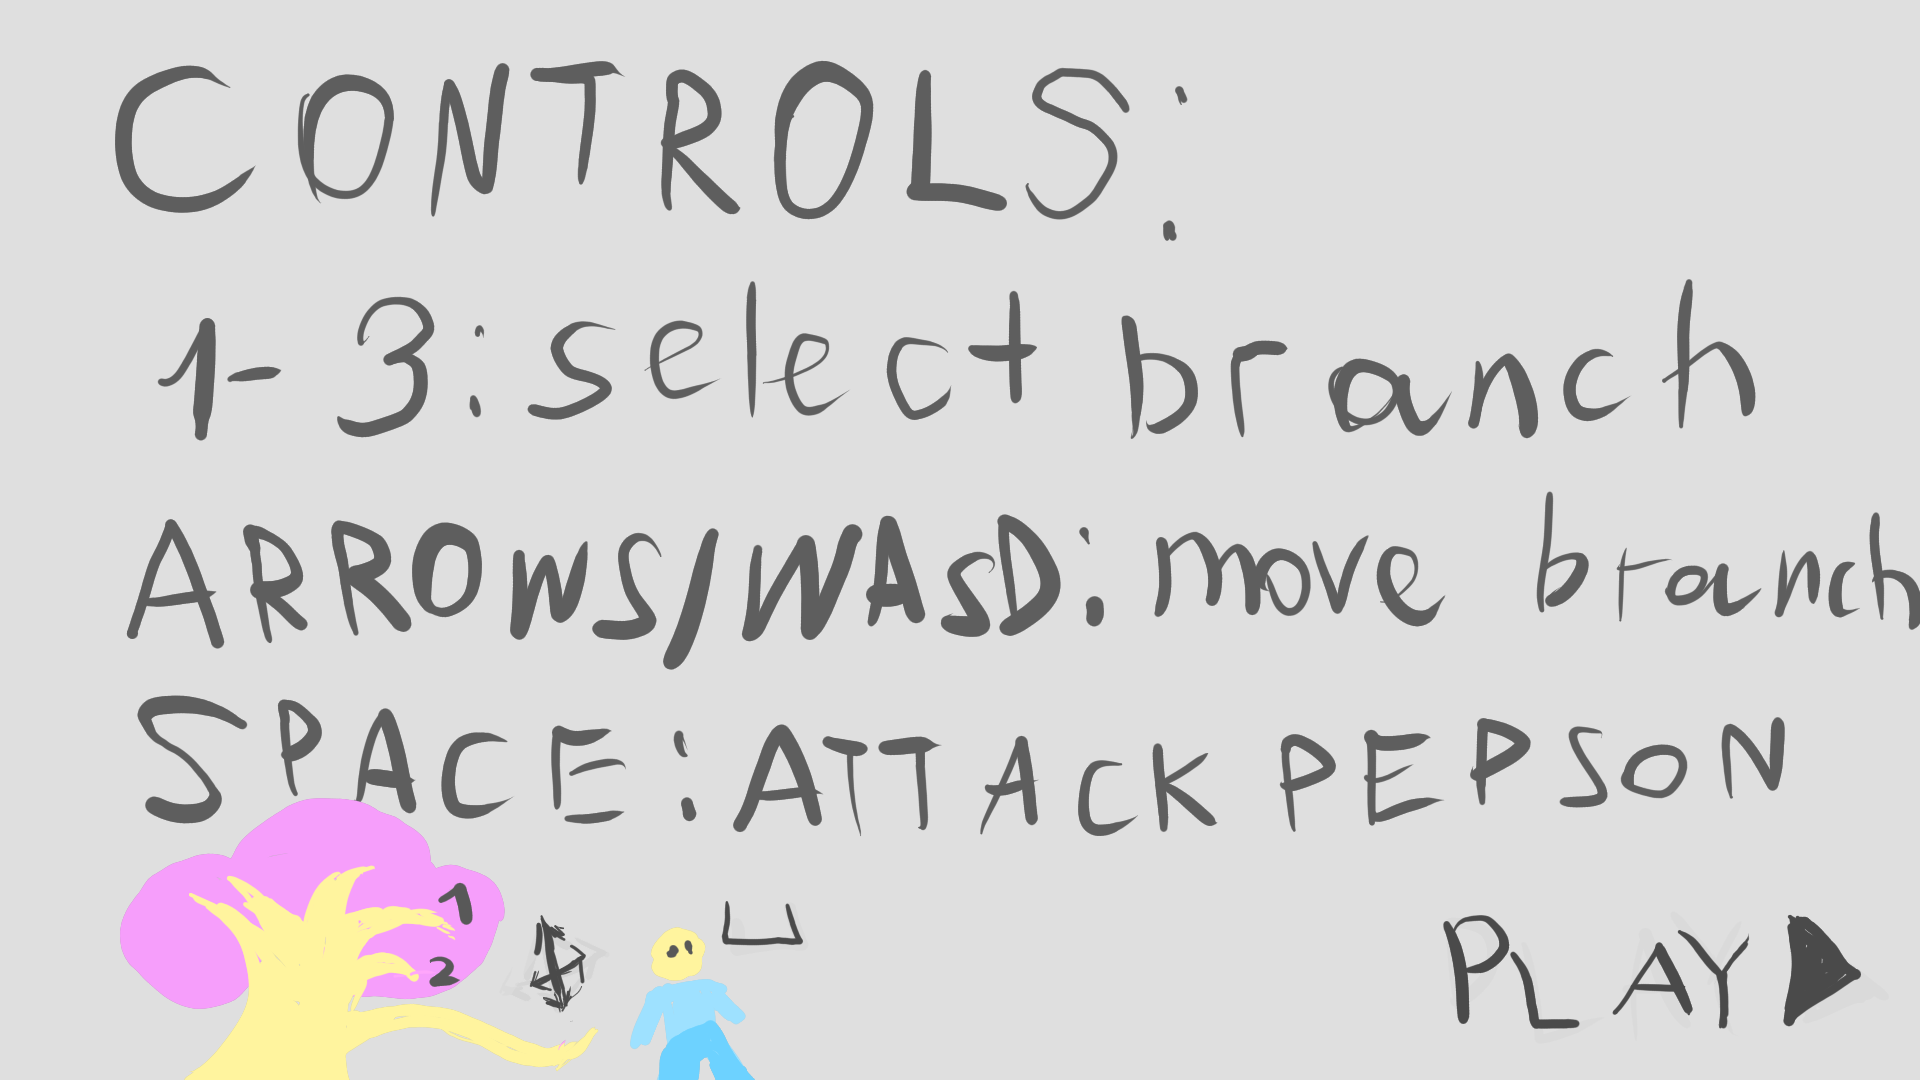 CONTROLS:
1-3: select branch
ARROWS/WASD: move branch
SPACE: ATTACK PEPSON
1
2
PLAY